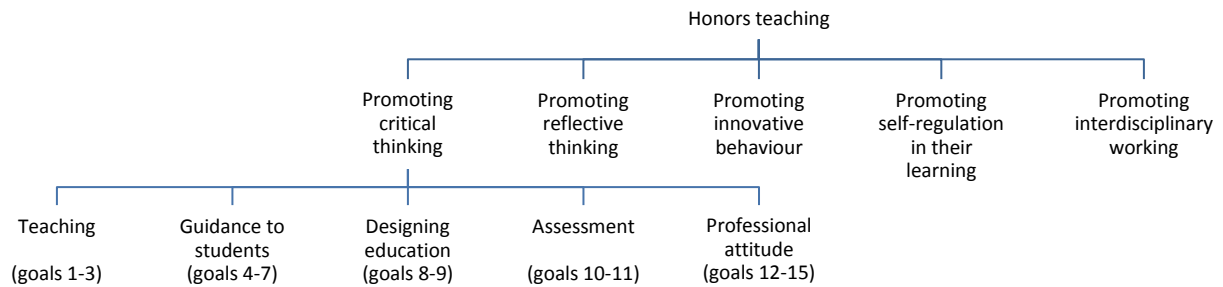 Honors teaching
Promoting
critical
thinking
Promoting
reflective
thinking
Promoting
innovative
behaviour
Promoting
self-regulation
in their
learning
Promoting
interdisciplinary
working
Teaching
(goals 1-3)
Guidance to
students
(goals 4-7)
Designing
education
(goals 8-9)
Assessment
(goals 10-11)
Professional
attitude
(goals 12-15)